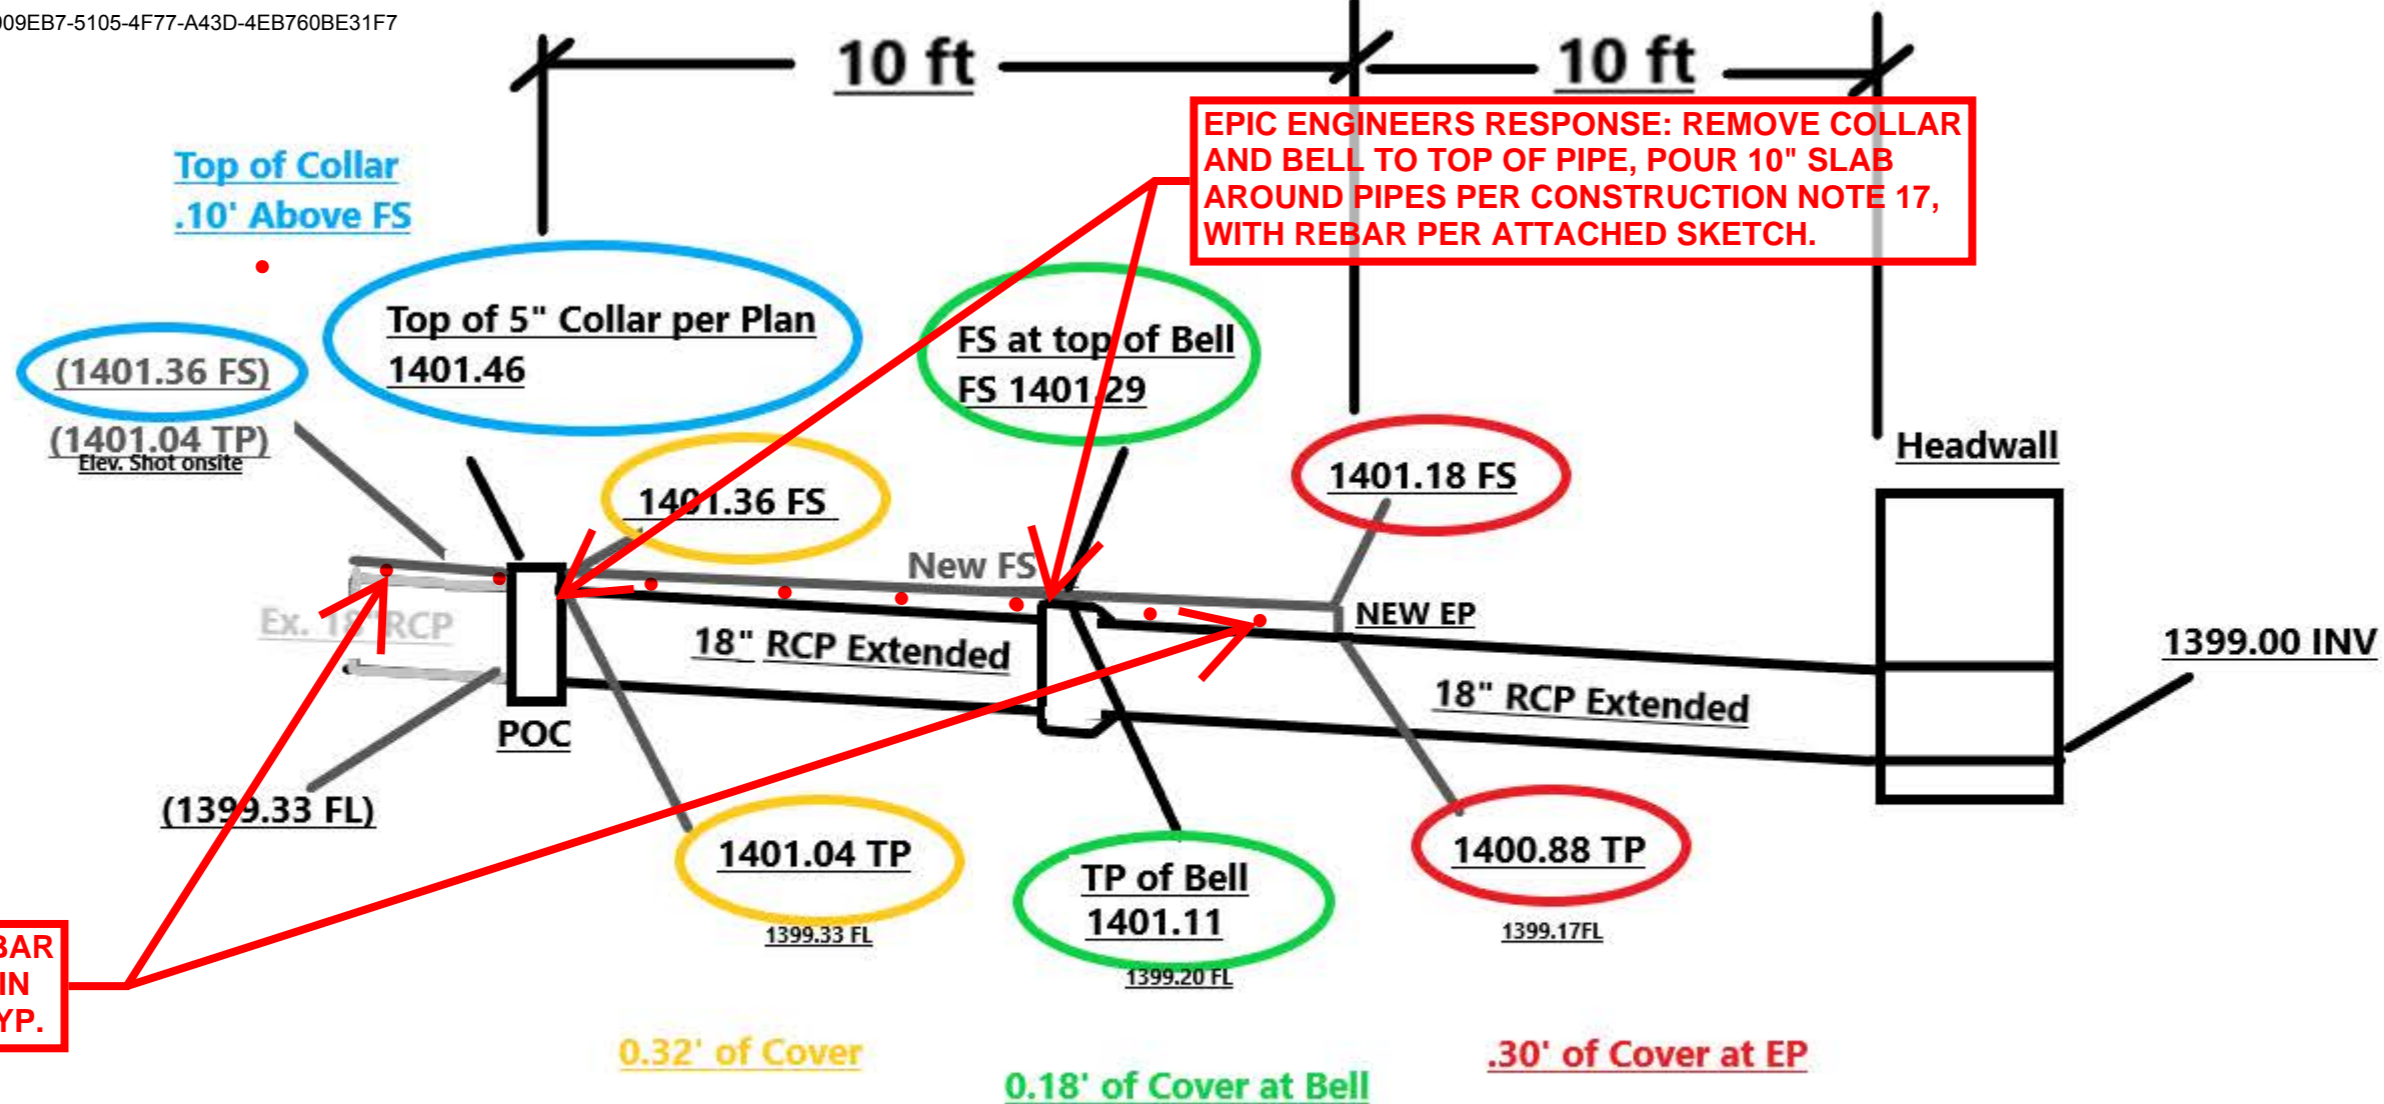 009EB7-5105-4F77-A43D-4EB760BE31F7
10 ft
10 ft
EPIC ENGINEERS RESPONSE: REMOVE COLLAR
AND BELL TO TOP OF PIPE, POUR 10" SLAB
AROUND PIPES PER CONSTRUCTION NOTE 17,
WITH REBAR PER ATTACHED SKETCH.
Top of Collar
.10' Above FS
Top of 5" Collar per Plan
1401.46
FS at top of Bell
FS 1401.29
(1401.36 FS)
(1401.04 TP)
Elev. Shot onsite
1401.36 FS
1401.18 FS
Headwall
New FS
NEW EP
Ex. 18" RCP
18" RCP Extended
18" RCP Extended
1399.00 INV
POC
(1399.33 FL)
1401.04 TP
1399.33 FL
TP of Bell
1401.11
1399.20 FL
1400.88 TP
1399.17FL
BAR
IN
YP.
0.32' of Cover
0.18' of Cover at Bell
.30' of Cover at EP